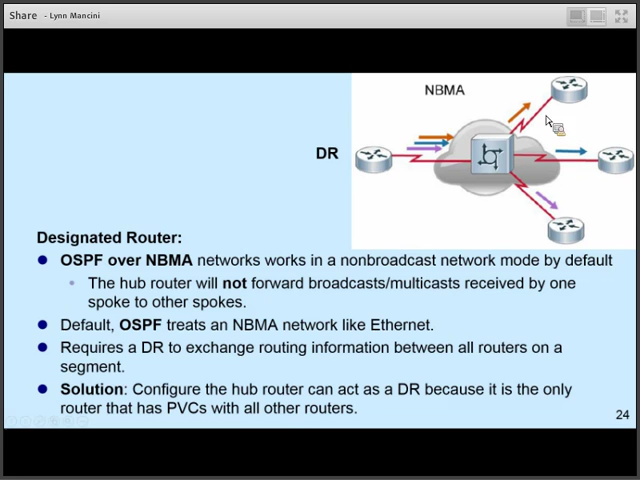 Share - Lynn Mancini
NBMA
DR
Designated Router:
OSPF over NBMA networks works in a nonbroadcast network mode by default
The hub router will not forward broadcasts/multicasts received by one
spoke to other spokes.
Default, OSPF treats an NBMA network like Ethernet.
Requires a DR to exchange routing information between all routers on a
segment.
Solution: Configure the hub router can act as a DR because it is the only
router that has PVCs with all other routers.
24